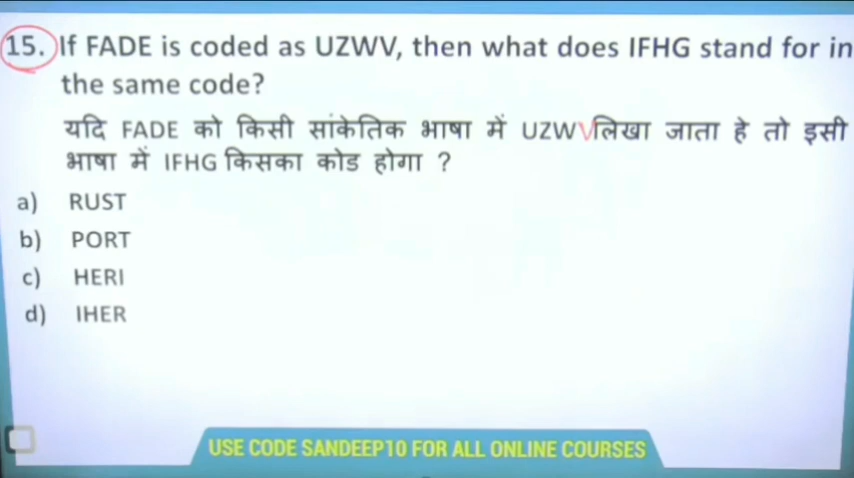 15. If FADE is coded as UZWV, then what does IFHG stand for in
the same code?
यदि FADE को किसी सांकेतिक भाषा में UZWVलिखा जाता हे तो इसी
भाषा में IFHG किसका कोड होगा ?
a) RUST
b) PORT
c) HERI
d) IHER
USE CODE SANDEEP10 FOR ALL ONLINE COURSES